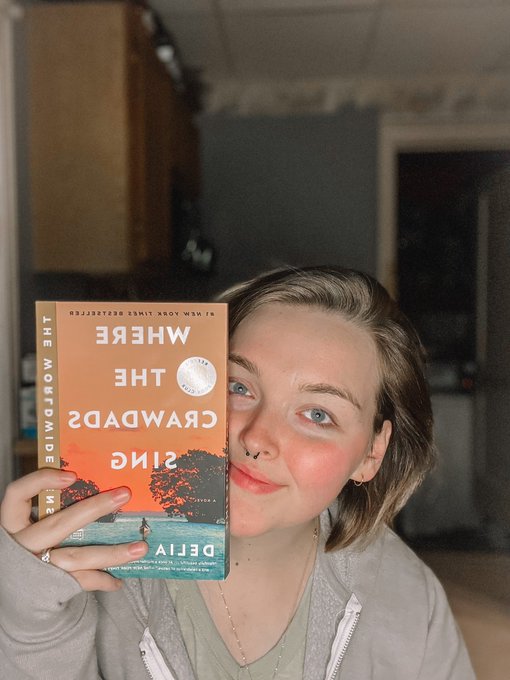 #1 NEW YORK TIMES BESTSELLER
WHERE
THE
CRAWDADS
SING
A NOVEL
DELIA
THE WORLDWIDE